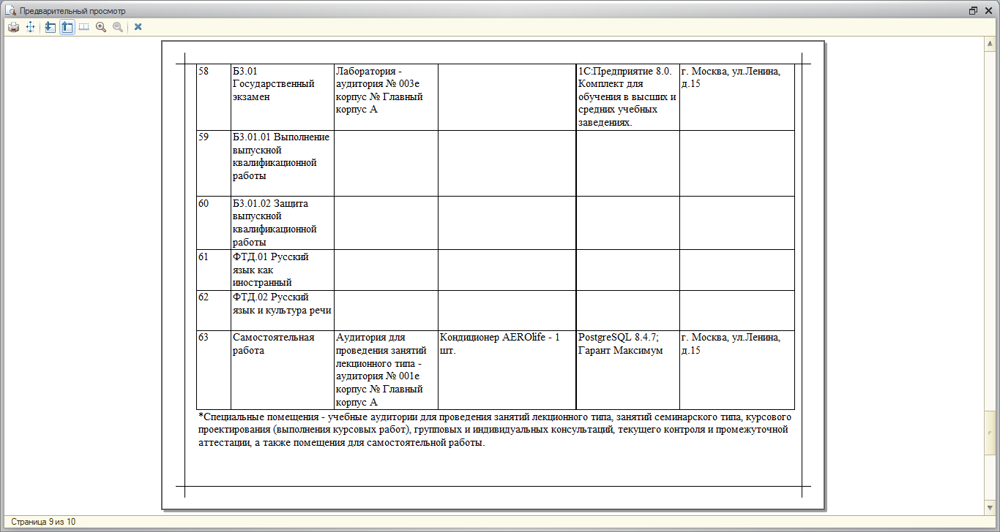 Предварительный просмотр
58
Б3.01
Государственный
экзамен
Лаборатория -
аудитория № 003е
корпус № Главный
корпус А
1С:Предприятие 8.0.
Комплект для
обучения в высших и
средних учебных
заведениях.
г. Москва, ул.Ленина,
д.15
59
Б3.01.01 Выполнение
выпускной
квалификационной
работы
60
Б3.01.02 Защита
выпускной
квалификационной
работы
61
ФТД.01 Русский
язык как
иностранный
62
ФТД.02 Русский
язык и культура речи
63
Самостоятельная
работа
Аудитория для
проведения занятий
лекционного типа -
аудитория № 001е
корпус № Главный
корпус А
Кондиционер AEROlife - 1
шт.
PostgreSQL 8.4.7;
Гарант Максимум
г. Москва, ул.Ленина,
д.15
*Специальные помещения - учебные аудитории для проведения занятий лекционного типа, занятий семинарского типа, курсового
проектирования (выполнения курсовых работ), групповых и индивидуальных консультаций, текущего контроля и промежуточной
аттестации, а также помещения для самостоятельной работы.
Страница 9 из 10